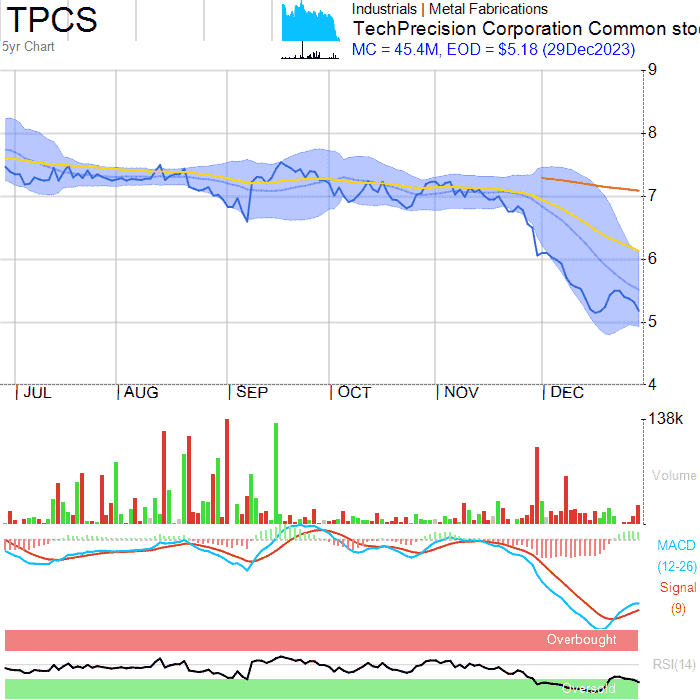 TPCS
5yr Chart
Industrials | Metal Fabrications
TechPrecision Corporation Common sto
MC = 45.4M, EOD = $5.18 (29Dec2023)
9
8
7
6
5
4
JUL AUG SEP OCT NOV DEC
138k
Volume
MACD
(12-26)
Signal
(9)
Overbought
RSI(14)
Oversold